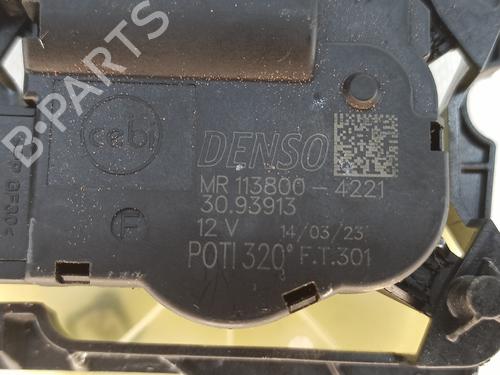 B-PARTS
cebi
DENSO
MR 113800-4221
30.93913
12 V 14/03/23
POTI 320° F.T.301
F